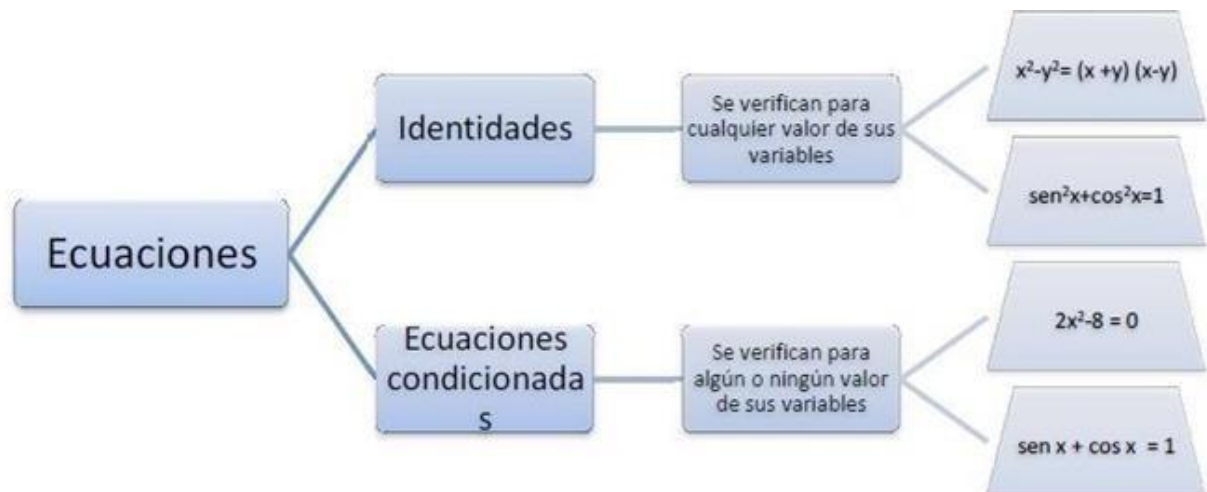 Ecuaciones
Identidades
Se verifican para
cualquier valor de sus
variables
x²-y²= (x +y) (x-y)
sen²x+cos²x=1
Ecuaciones
condicionada
s
Se verifican para
algún o ningún valor
de sus variables
2x²-8 = 0
sen x + cos x = 1